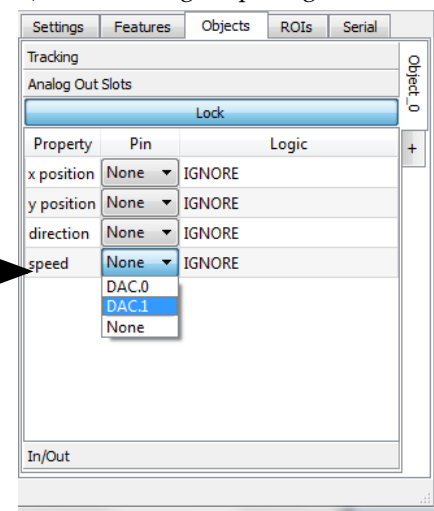 Settings Features Objects ROIs Serial
Tracking
Object_0
Analog Out Slots
Lock
+
Property Pin Logic
x position None IGNORE
y position None IGNORE
direction None IGNORE
speed None IGNORE
DAC.0
DAC.1
None
In/Out